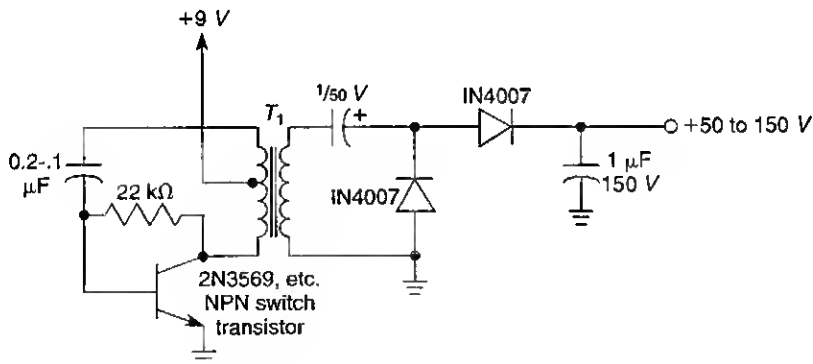 +9 V
T1
1/50 V
+
IN4007
+50 to 150 V
0.2-.1
μF
22 kΩ
IN4007
1 μF
150 V
2N3569, etc.
NPN switch
transistor